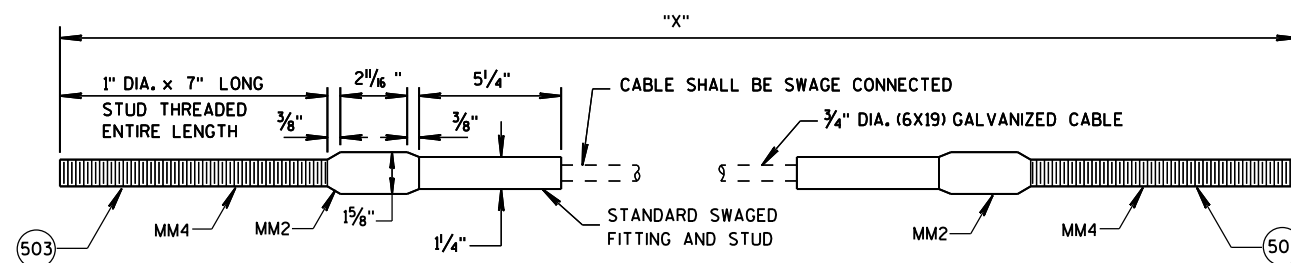 "X"
1" DIA. x 7" LONG
STUD THREADED
ENTIRE LENGTH
2 11/16 "
5 1/4"
3/8"
3/8"
CABLE SHALL BE SWAGE CONNECTED
3/4" DIA. (6X19) GALVANIZED CABLE
503
MM4
MM2
1 5/8"
1 1/4"
STANDARD SWAGED
FITTING AND STUD
MM2
MM4
50